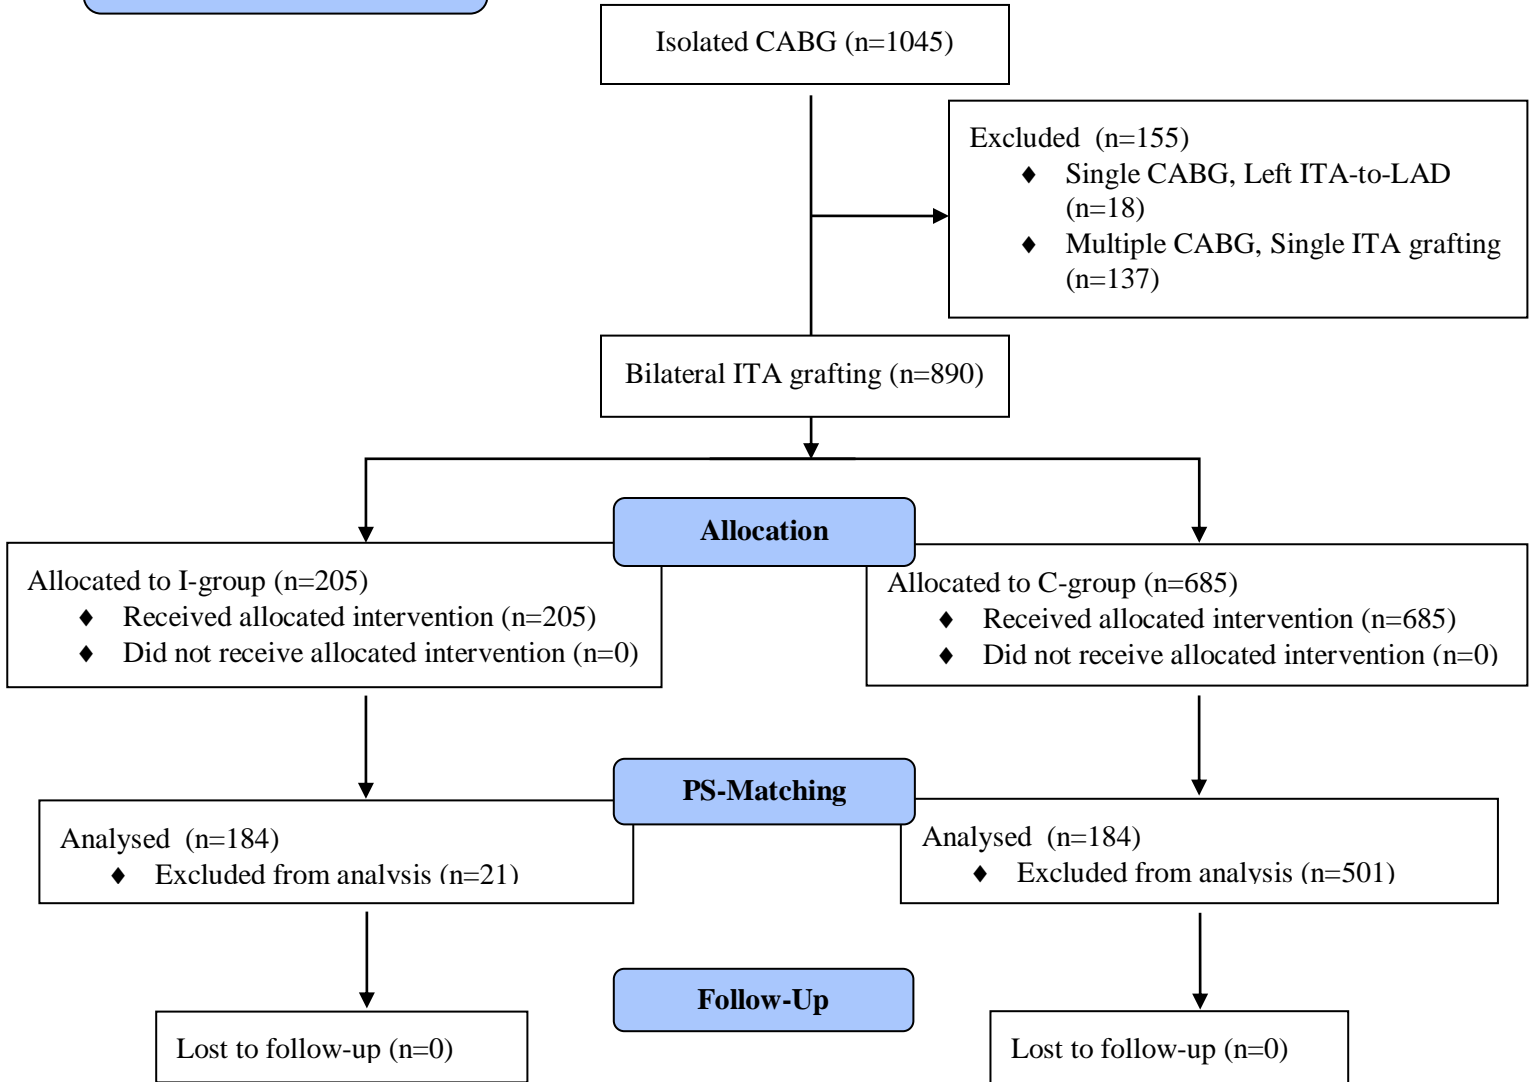 Isolated CABG (n=1045)
Excluded  (n=155)
♦ Single CABG, Left ITA-to-LAD
(n=18)
♦ Multiple CABG, Single ITA grafting
(n=137)
Bilateral ITA grafting (n=890)
Allocation
Allocated to I-group (n=205)
♦ Received allocated intervention (n=205)
♦ Did not receive allocated intervention (n=0)
Allocated to C-group (n=685)
♦ Received allocated intervention (n=685)
♦ Did not receive allocated intervention (n=0)
PS-Matching
Analysed  (n=184)
♦ Excluded from analysis (n=21)
Analysed  (n=184)
♦ Excluded from analysis (n=501)
Follow-Up
Lost to follow-up (n=0)
Lost to follow-up (n=0)